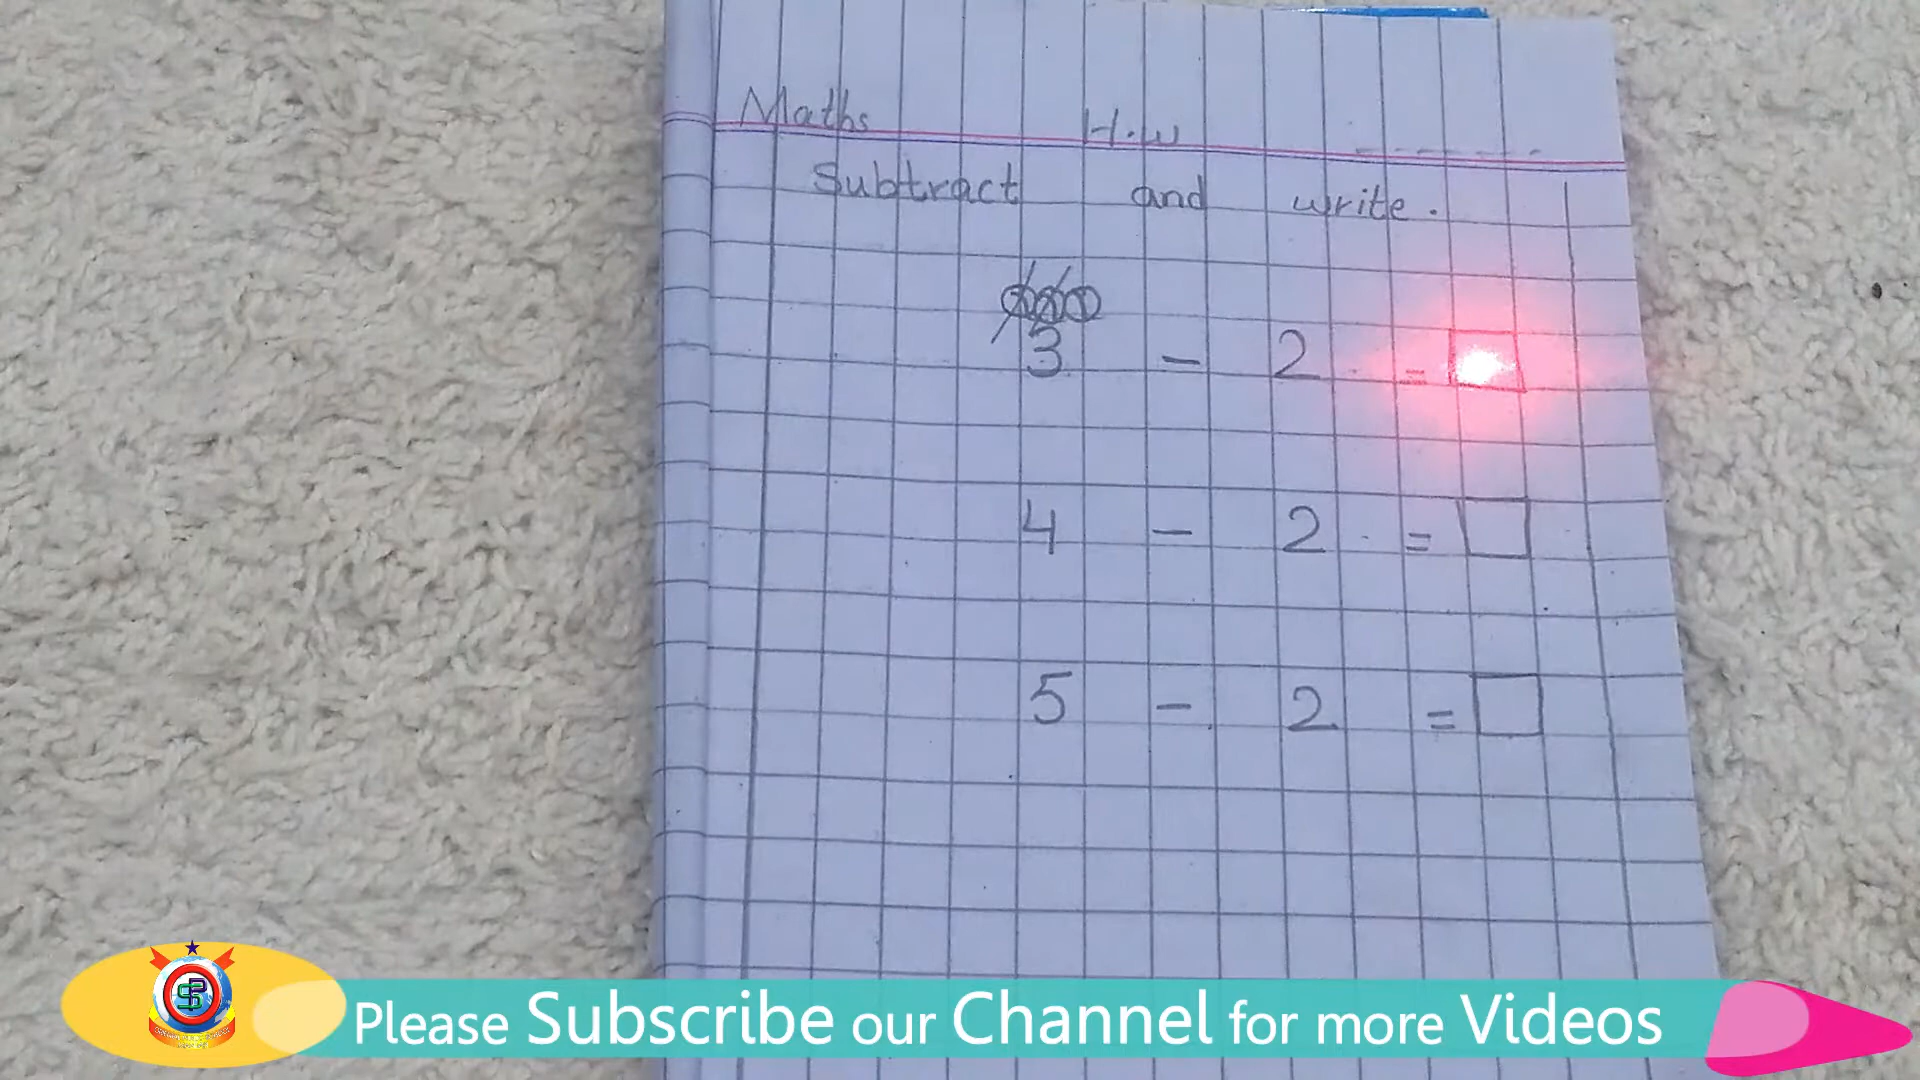 Maths H.W
Subtract and write.
3 - 2 =
4 - 2 =
5 - 2 =
Please Subscribe our Channel for more Videos